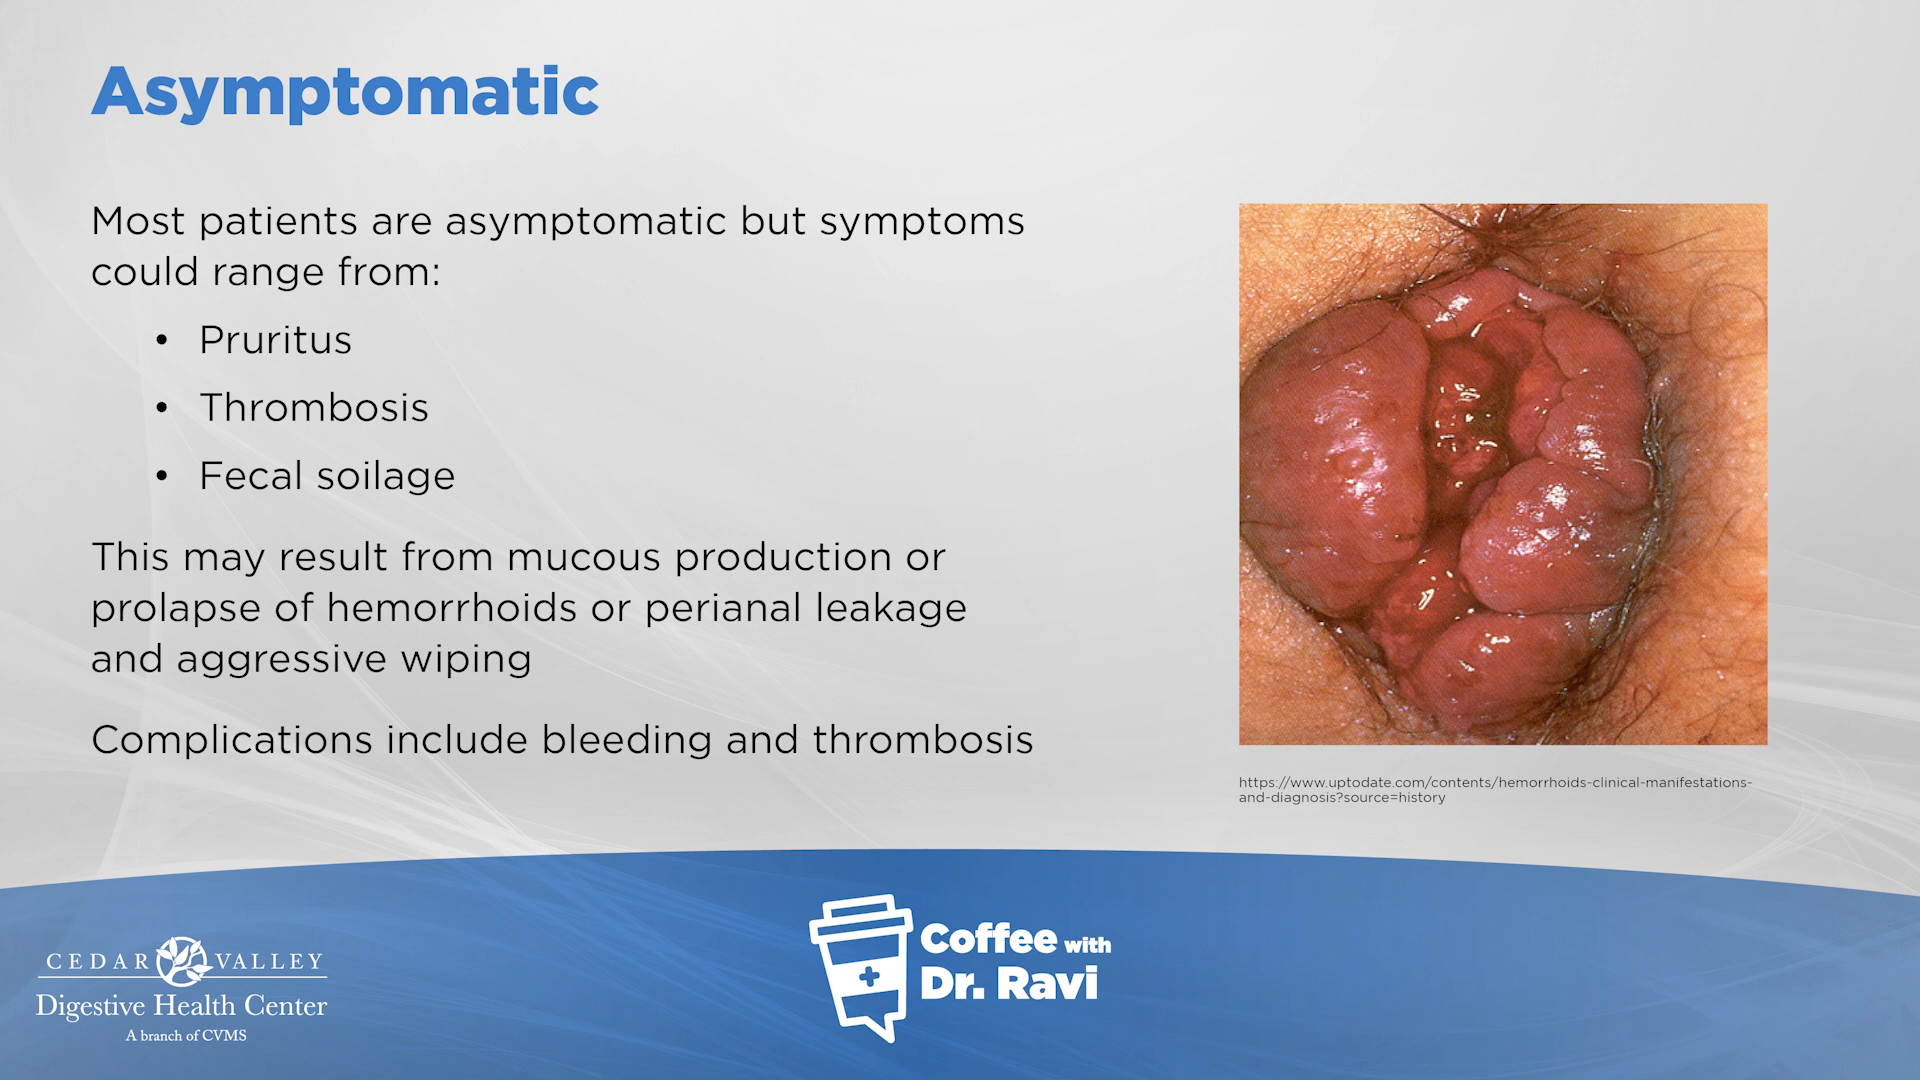 Asymptomatic
Most patients are asymptomatic but symptoms
could range from:
• Pruritus
• Thrombosis
• Fecal soilage
This may result from mucous production or
prolapse of hemorrhoids or perianal leakage
and aggressive wiping
Complications include bleeding and thrombosis
https://www.uptodate.com/contents/hemorrhoids-clinical-manifestations-
and-diagnosis?source=history
CEDAR VALLEY
Digestive Health Center
A branch of CVMS
Coffee with
Dr. Ravi